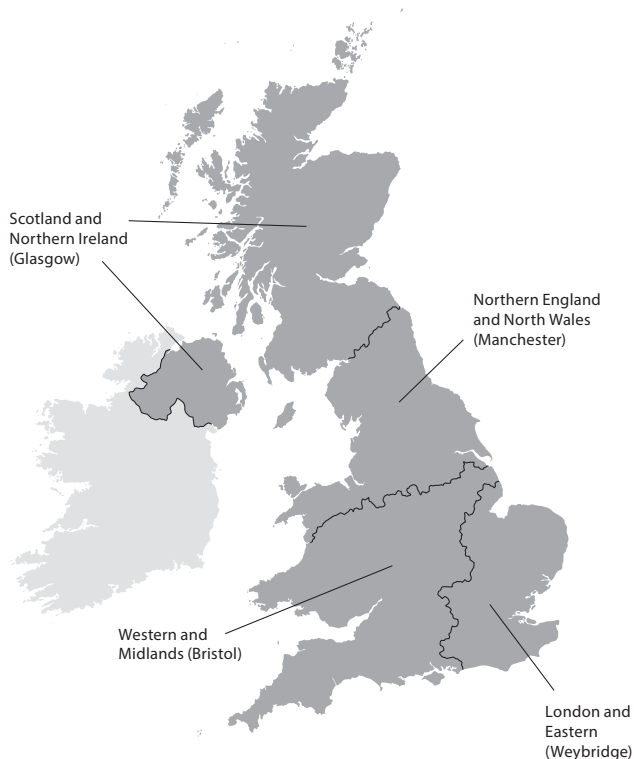 Scotland and
Northern Ireland
(Glasgow)
Northern England
and North Wales
(Manchester)
Western and
Midlands (Bristol)
London and
Eastern
(Weybridge)